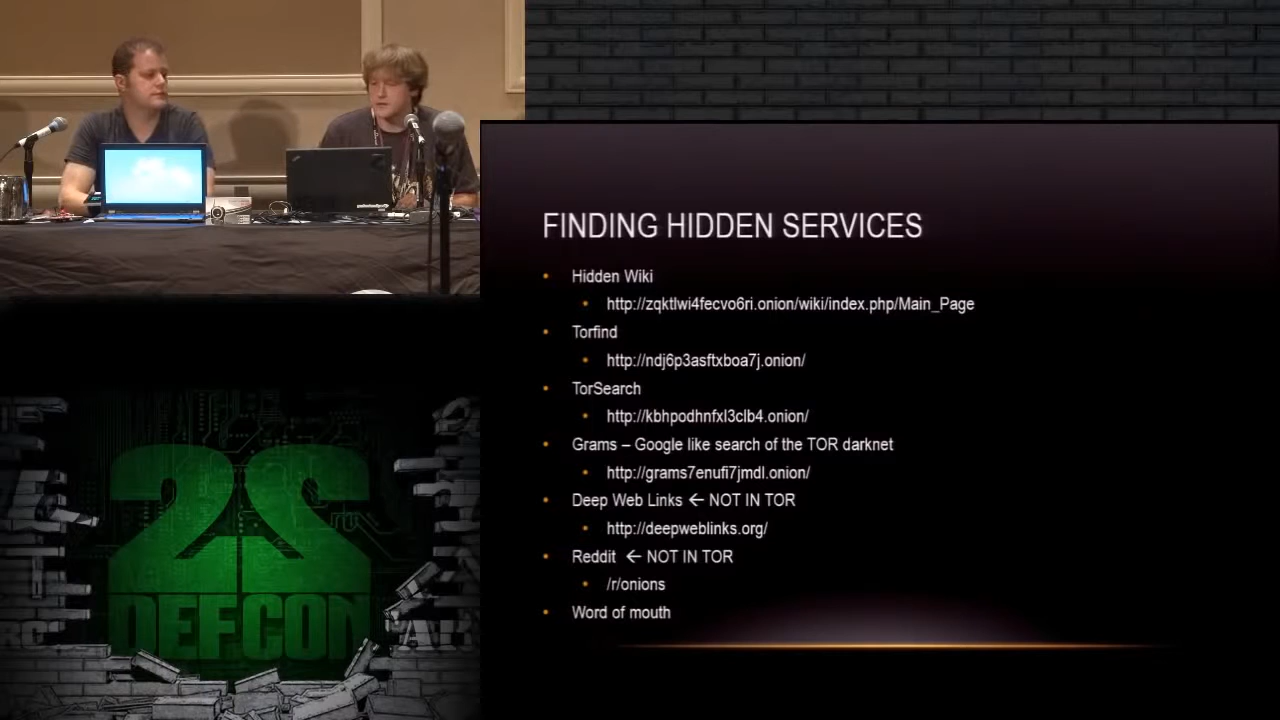 FINDING HIDDEN SERVICES
• Hidden Wiki
• http://zqktlwi4fecvo6ri.onion/wiki/index.php/Main_Page
• Torfind
• http://ndj6p3asftxboa7j.onion/
• TorSearch
• http://kbhpodhnfxl3clb4.onion/
• Grams – Google like search of the TOR darknet
• http://grams7enufi7jmdl.onion/
• Deep Web Links ← NOT IN TOR
• http://deepweblinks.org/
• Reddit ← NOT IN TOR
• /r/onions
• Word of mouth
22
DEFCON